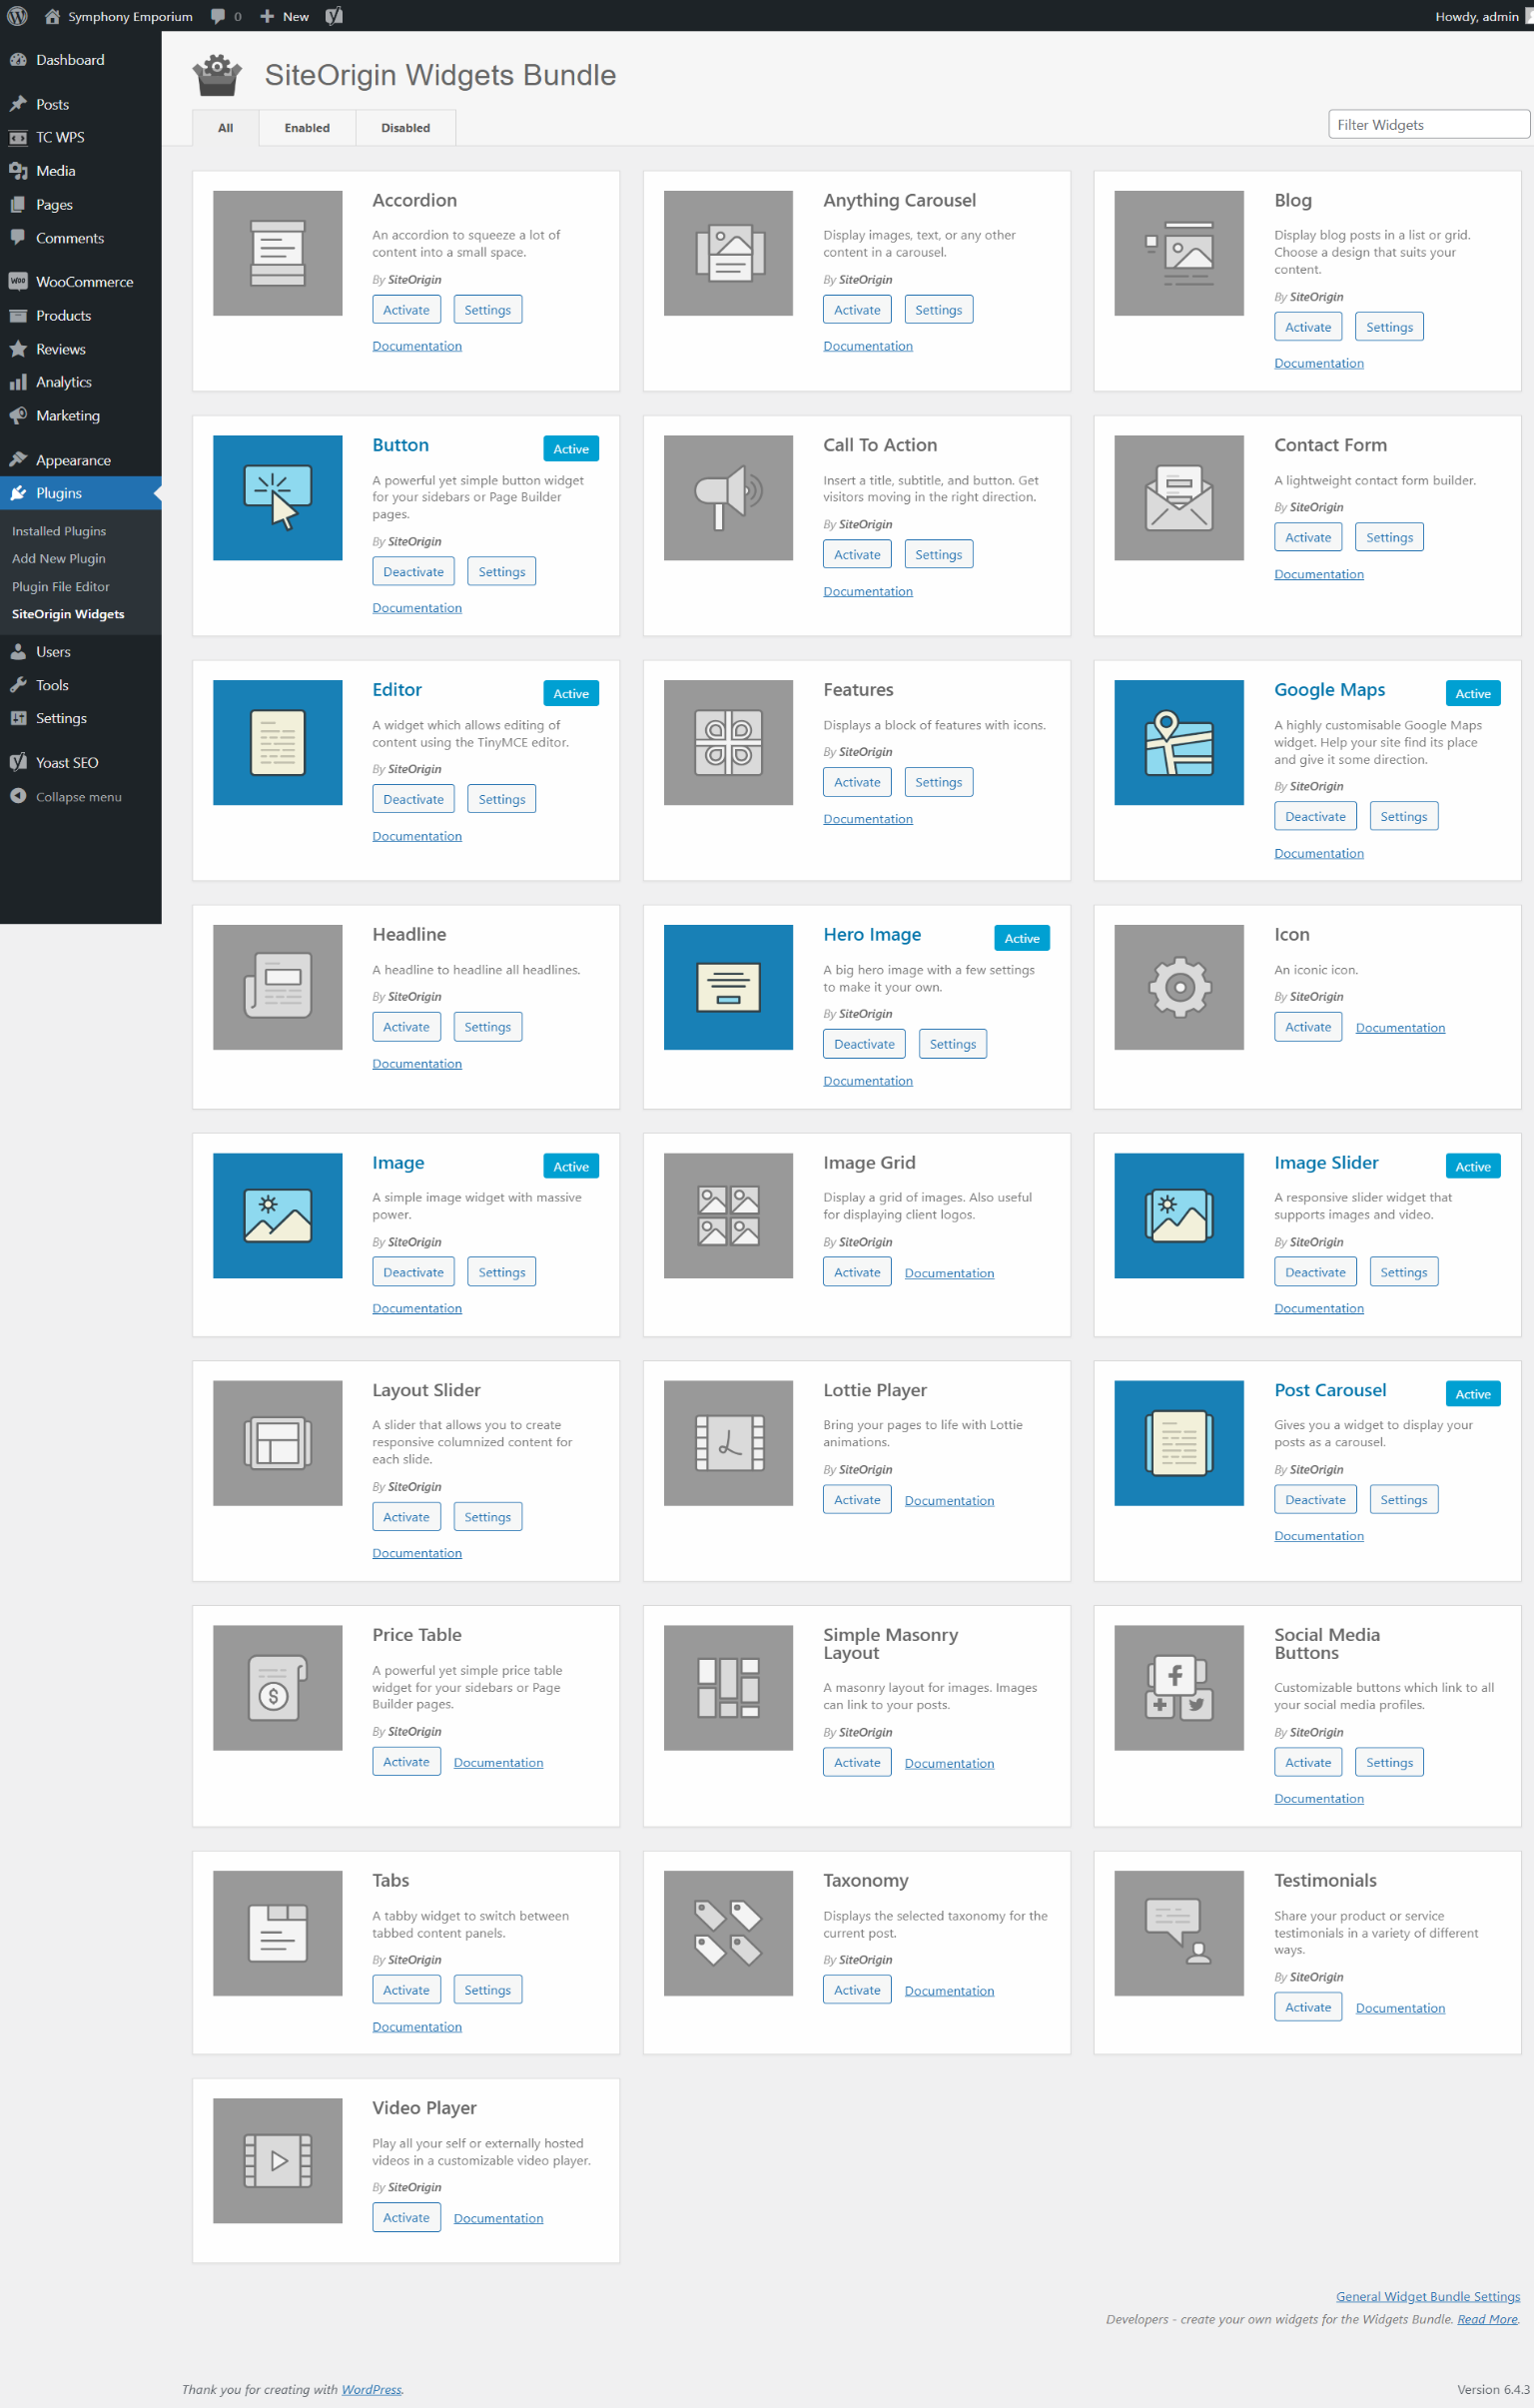 Symphony Emporium
0
New
Howdy, admin
Dashboard
Posts
TC WPS
Media
Pages
Comments
WooCommerce
Products
Reviews
Analytics
Marketing
Appearance
Plugins
Installed Plugins
Add New Plugin
Plugin File Editor
SiteOrigin Widgets
Users
Tools
Settings
Yoast SEO
Collapse menu
SiteOrigin Widgets Bundle
All
Enabled
Disabled
Filter Widgets
Accordion
An accordion to squeeze a lot of
content into a small space.
By SiteOrigin
Activate
Settings
Documentation
Anything Carousel
Display images, text, or any other
content in a carousel.
By SiteOrigin
Activate
Settings
Documentation
Blog
Display blog posts in a list or grid.
Choose a design that suits your
content.
By SiteOrigin
Activate
Settings
Documentation
Button
Active
A powerful yet simple button widget
for your sidebars or Page Builder
pages.
By SiteOrigin
Deactivate
Settings
Documentation
Call To Action
Insert a title, subtitle, and button. Get
visitors moving in the right direction.
By SiteOrigin
Activate
Settings
Documentation
Contact Form
A lightweight contact form builder.
By SiteOrigin
Activate
Settings
Documentation
Editor
Active
A widget which allows editing of
content using the TinyMCE editor.
By SiteOrigin
Deactivate
Settings
Documentation
Features
Displays a block of features with icons.
By SiteOrigin
Activate
Settings
Documentation
Google Maps
Active
A highly customisable Google Maps
widget. Help your site find its place
and give it some direction.
By SiteOrigin
Deactivate
Settings
Documentation
Headline
A headline to headline all headlines.
By SiteOrigin
Activate
Settings
Documentation
Hero Image
Active
A big hero image with a few settings
to make it your own.
By SiteOrigin
Deactivate
Settings
Documentation
Icon
An iconic icon.
By SiteOrigin
Activate
Documentation
Image
Active
A simple image widget with massive
power.
By SiteOrigin
Deactivate
Settings
Documentation
Image Grid
Display a grid of images. Also useful
for displaying client logos.
By SiteOrigin
Activate
Documentation
Image Slider
Active
A responsive slider widget that
supports images and video.
By SiteOrigin
Deactivate
Settings
Documentation
Layout Slider
A slider that allows you to create
responsive columnized content for
each slide.
By SiteOrigin
Activate
Settings
Documentation
Lottie Player
Bring your pages to life with Lottie
animations.
By SiteOrigin
Activate
Documentation
Post Carousel
Active
Gives you a widget to display your
posts as a carousel.
By SiteOrigin
Deactivate
Settings
Documentation
Price Table
A powerful yet simple price table
widget for your sidebars or Page
Builder pages.
By SiteOrigin
Activate
Documentation
Simple Masonry
Layout
A masonry layout for images. Images
can link to your posts.
By SiteOrigin
Activate
Documentation
Social Media
Buttons
Customizable buttons which link to all
your social media profiles.
By SiteOrigin
Activate
Settings
Documentation
Tabs
A tabby widget to switch between
tabbed content panels.
By SiteOrigin
Activate
Settings
Documentation
Taxonomy
Displays the selected taxonomy for the
current post.
By SiteOrigin
Activate
Documentation
Testimonials
Share your product or service
testimonials in a variety of different
ways.
By SiteOrigin
Activate
Documentation
Video Player
Play all your self or externally hosted
videos in a customizable video player.
By SiteOrigin
Activate
Documentation
General Widget Bundle Settings
Developers - create your own widgets for the Widgets Bundle. Read More.
Thank you for creating with WordPress.
Version 6.4.3